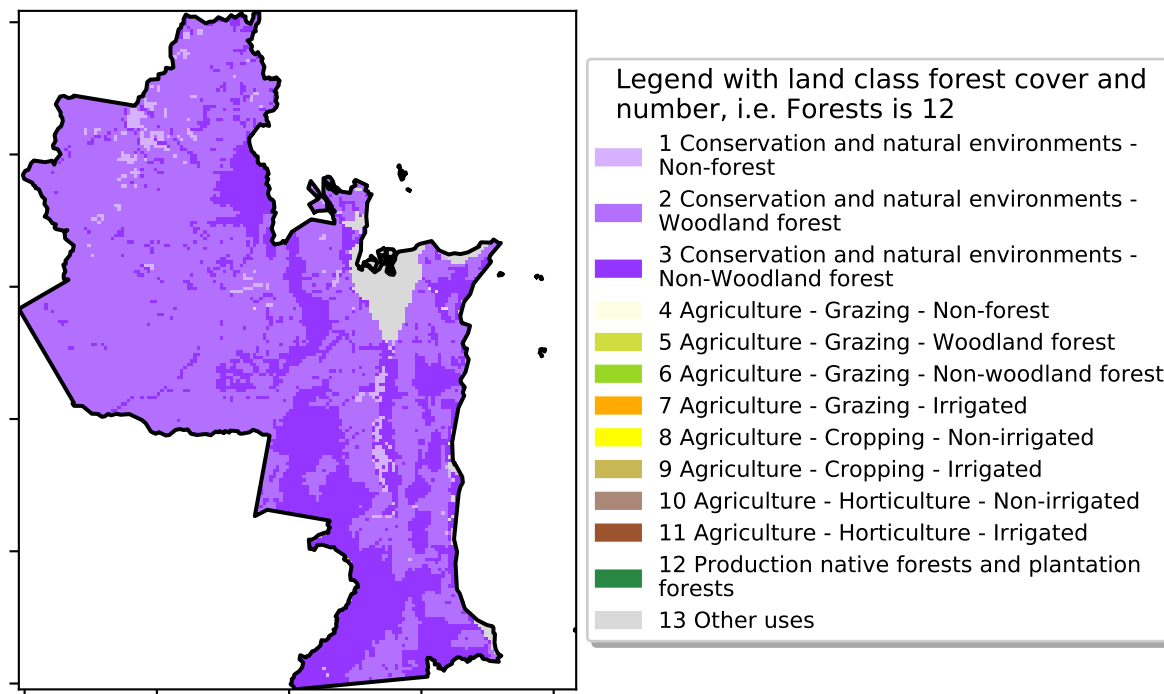 Legend with land class forest cover and
number, i.e. Forests is 12
1 Conservation and natural environments -
Non-forest
2 Conservation and natural environments -
Woodland forest
3 Conservation and natural environments -
Non-Woodland forest
4 Agriculture - Grazing - Non-forest
5 Agriculture - Grazing - Woodland forest
6 Agriculture - Grazing - Non-woodland forest
7 Agriculture - Grazing - Irrigated
8 Agriculture - Cropping - Non-irrigated
9 Agriculture - Cropping - Irrigated
10 Agriculture - Horticulture - Non-irrigated
11 Agriculture - Horticulture - Irrigated
12 Production native forests and plantation
forests
13 Other uses